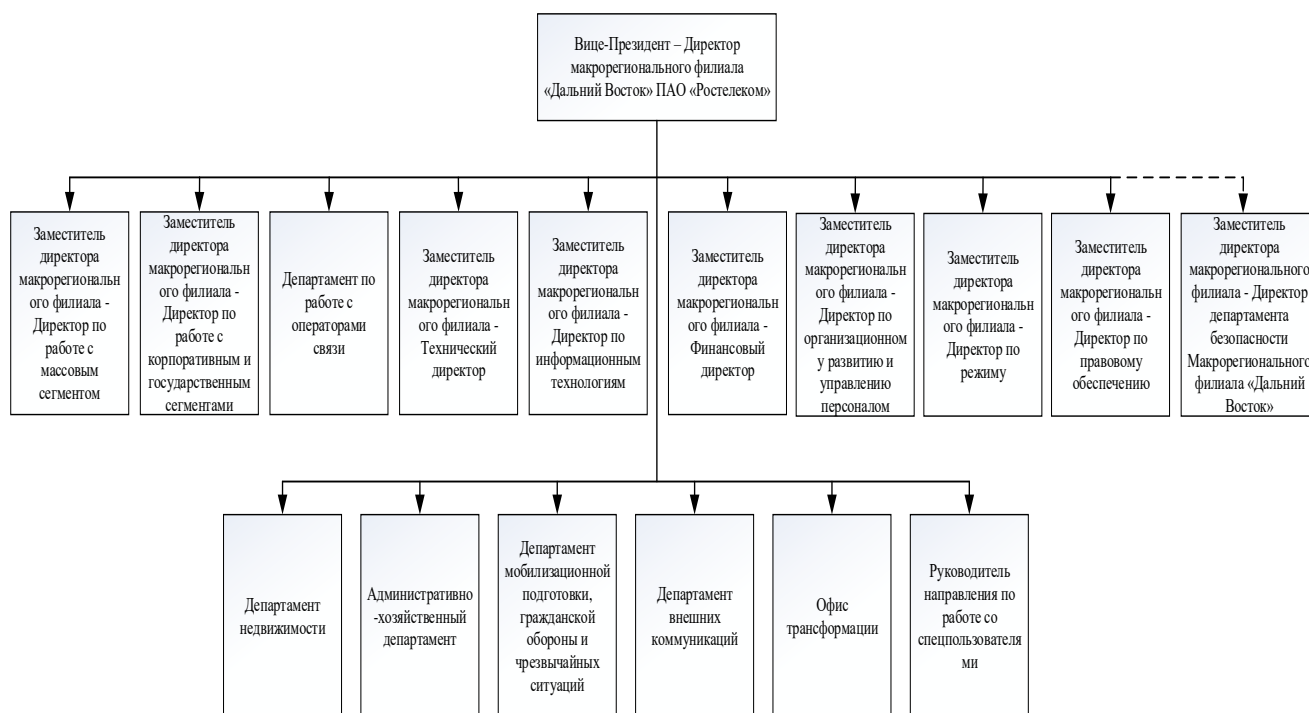 Вице-Президент – Директор
макрорегионального филиала
«Дальний Восток» ПАО «Ростелеком»
Заместитель
директора
макрорегиональн
ого филиала -
Директор по
работе с
массовым
сегментом
Заместитель
директора
макрорегиональн
ого филиала -
Директор по
работе с
корпоративным и
государственным
сегментами
Департамент по
работе с
операторами
связи
Заместитель
директора
макрорегиональн
ого филиала -
Технический
директор
Заместитель
директора
макрорегиональн
ого филиала -
Директор по
информационным
технологиям
Заместитель
директора
макрорегиональн
ого филиала -
Финансовый
директор
Заместитель
директора
макрорегиональн
ого филиала -
Директор по
организационном
у развитию и
управлению
персоналом
Заместитель
директора
макрорегиональн
ого филиала -
Директор по
режиму
Заместитель
директора
макрорегиональн
ого филиала -
Директор по
правовому
обеспечению
Заместитель
директора
макрорегионального
филиала - Директор
департамента
безопасности
Макрорегионального
филиала «Дальний
Восток»
Департамент
недвижимости
Административно
-хозяйственный
департамент
Департамент
мобилизационной
подготовки,
гражданской
обороны и
чрезвычайных
ситуаций
Департамент
внешних
коммуникаций
Офис
трансформации
Руководитель
направления по
работе со
спецпользователя
ми